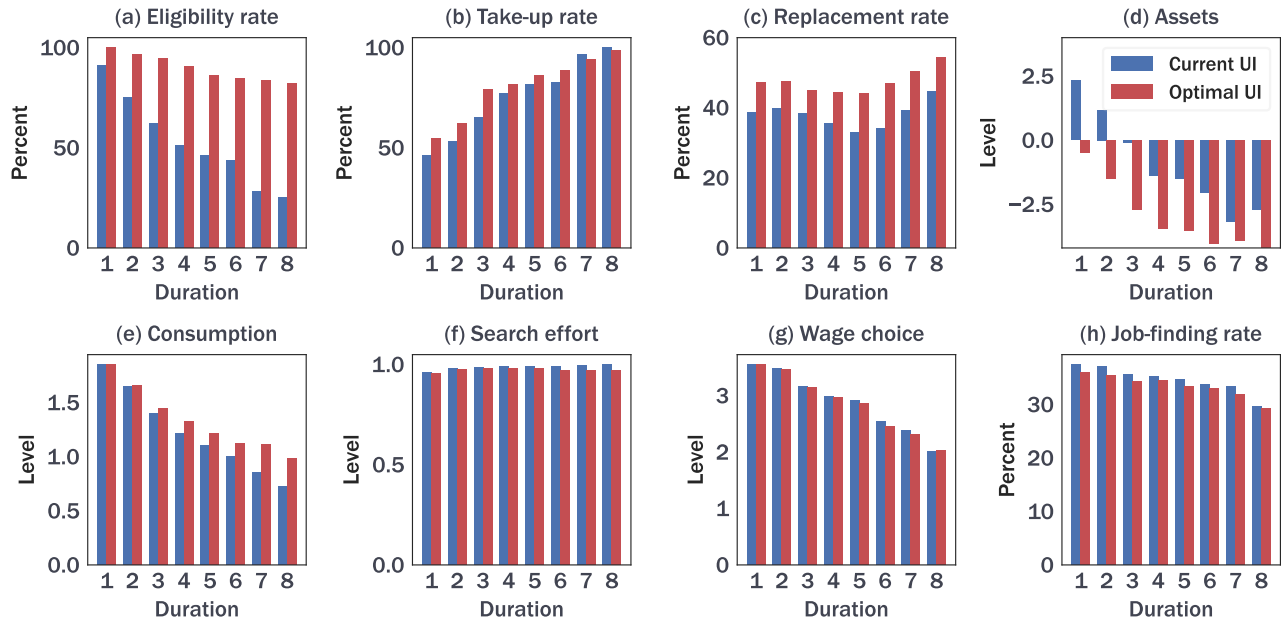 (a) Eligibility rate
Percent
100
50
0
1 2 3 4 5 6 7 8
Duration
(b) Take-up rate
Percent
100
50
0
1 2 3 4 5 6 7 8
Duration
(c) Replacement rate
Percent
60
40
20
0
1 2 3 4 5 6 7 8
Duration
(d) Assets
Level
2.5
0.0
−2.5
Current UI
Optimal UI
1 2 3 4 5 6 7 8
Duration
(e) Consumption
Level
1.5
1.0
0.5
0.0
1 2 3 4 5 6 7 8
Duration
(f) Search effort
Level
1.0
0.5
0.0
1 2 3 4 5 6 7 8
Duration
(g) Wage choice
Level
3
2
1
0
1 2 3 4 5 6 7 8
Duration
(h) Job-finding rate
Percent
30
20
10
0
1 2 3 4 5 6 7 8
Duration